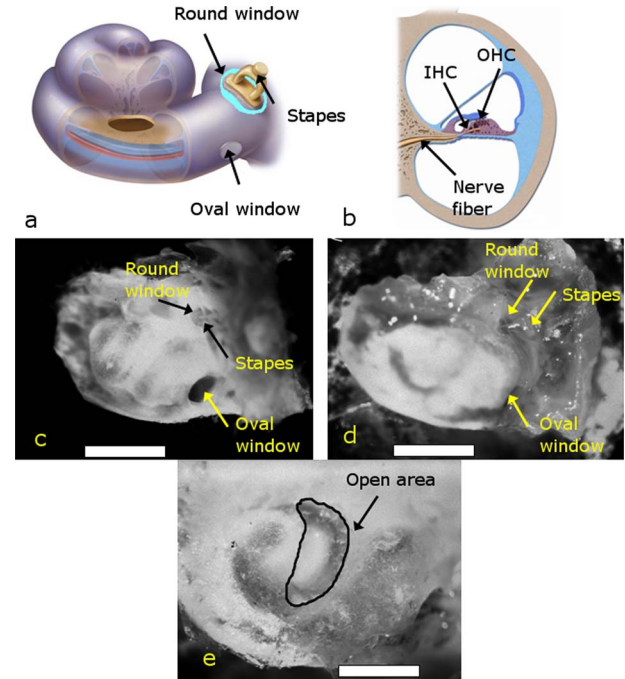 Round window
Stapes
Oval window
a
OHC
IHC
Nerve
fiber
b
Round
window
Stapes
Oval
window
c
Round
window
Stapes
Oval
window
d
Open area
e